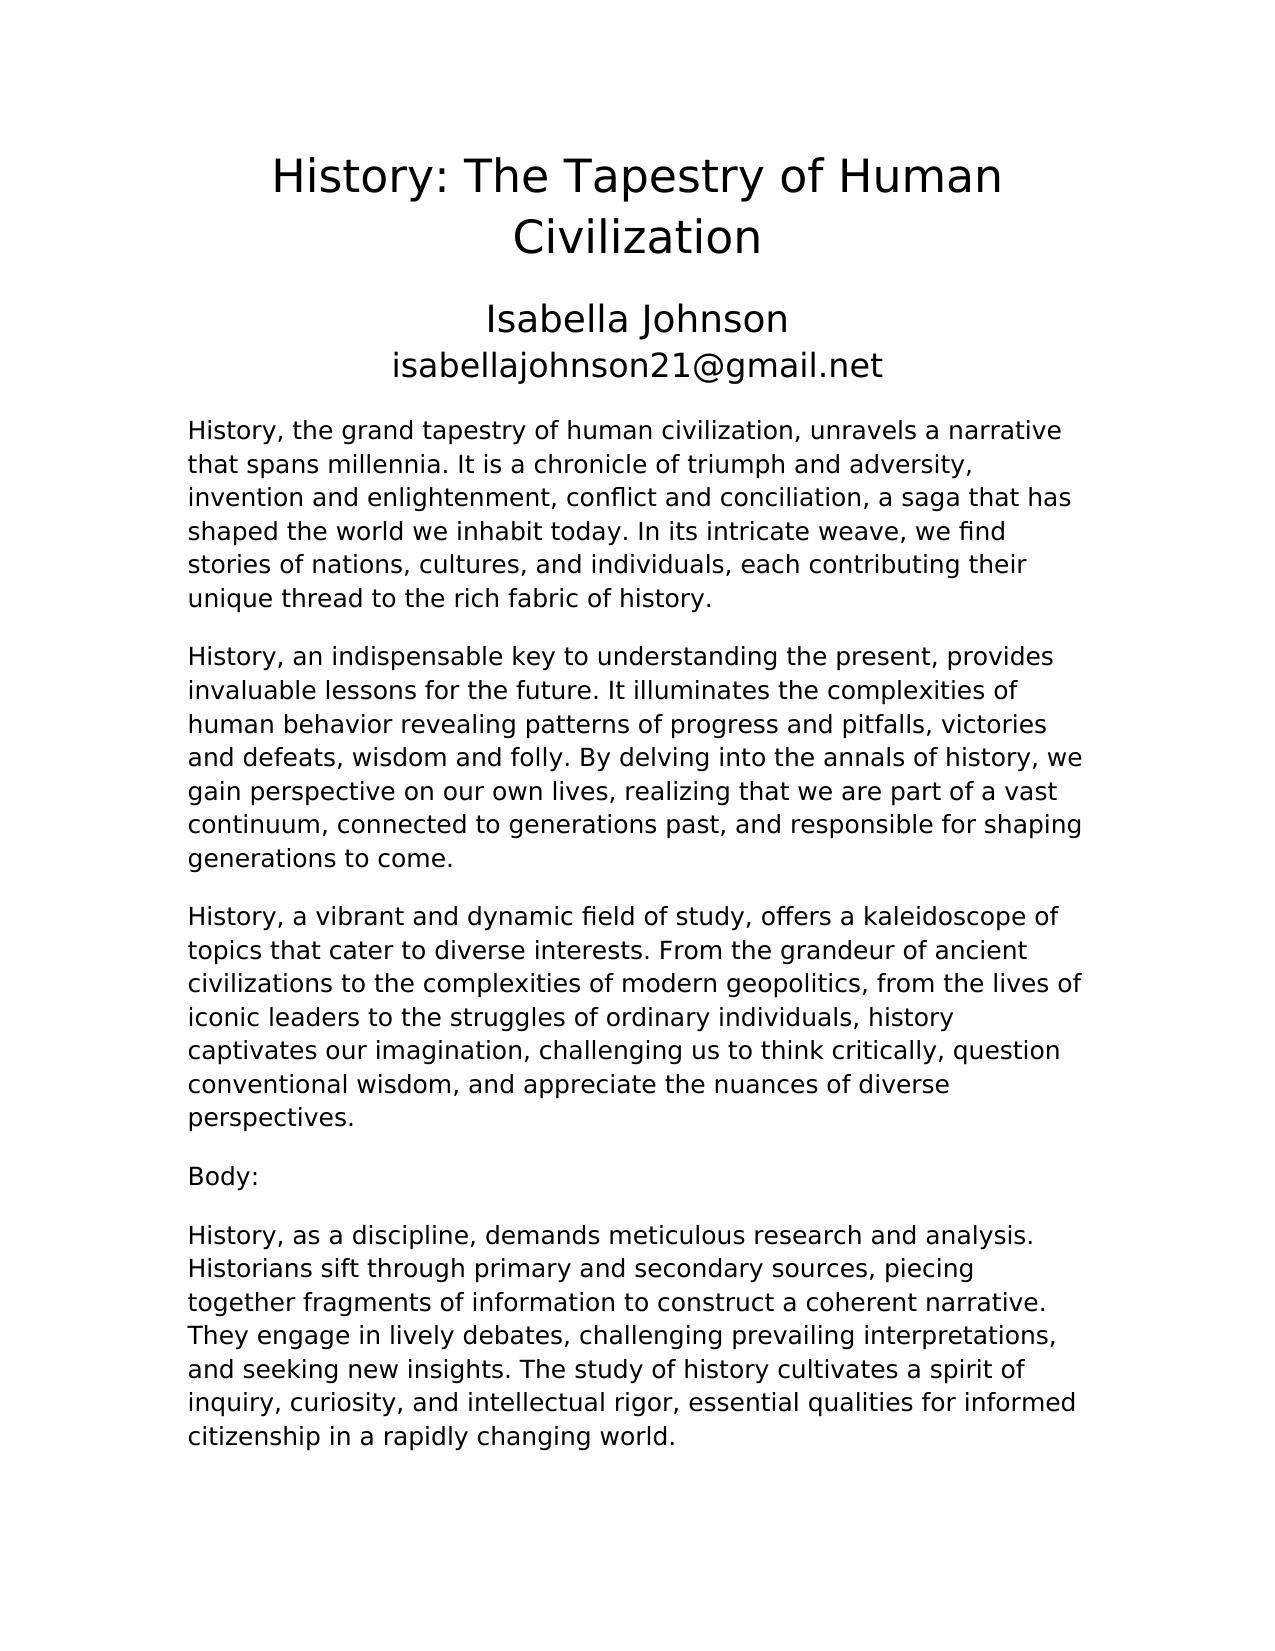 History: The Tapestry of Human
Civilization
Isabella Johnson
isabellajohnson21@gmail.net
History, the grand tapestry of human civilization, unravels a narrative
that spans millennia. It is a chronicle of triumph and adversity,
invention and enlightenment, conflict and conciliation, a saga that has
shaped the world we inhabit today. In its intricate weave, we find
stories of nations, cultures, and individuals, each contributing their
unique thread to the rich fabric of history.
History, an indispensable key to understanding the present, provides
invaluable lessons for the future. It illuminates the complexities of
human behavior revealing patterns of progress and pitfalls, victories
and defeats, wisdom and folly. By delving into the annals of history, we
gain perspective on our own lives, realizing that we are part of a vast
continuum, connected to generations past, and responsible for shaping
generations to come.
History, a vibrant and dynamic field of study, offers a kaleidoscope of
topics that cater to diverse interests. From the grandeur of ancient
civilizations to the complexities of modern geopolitics, from the lives of
iconic leaders to the struggles of ordinary individuals, history
captivates our imagination, challenging us to think critically, question
conventional wisdom, and appreciate the nuances of diverse
perspectives.
Body:
History, as a discipline, demands meticulous research and analysis.
Historians sift through primary and secondary sources, piecing
together fragments of information to construct a coherent narrative.
They engage in lively debates, challenging prevailing interpretations,
and seeking new insights. The study of history cultivates a spirit of
inquiry, curiosity, and intellectual rigor, essential qualities for informed
citizenship in a rapidly changing world.